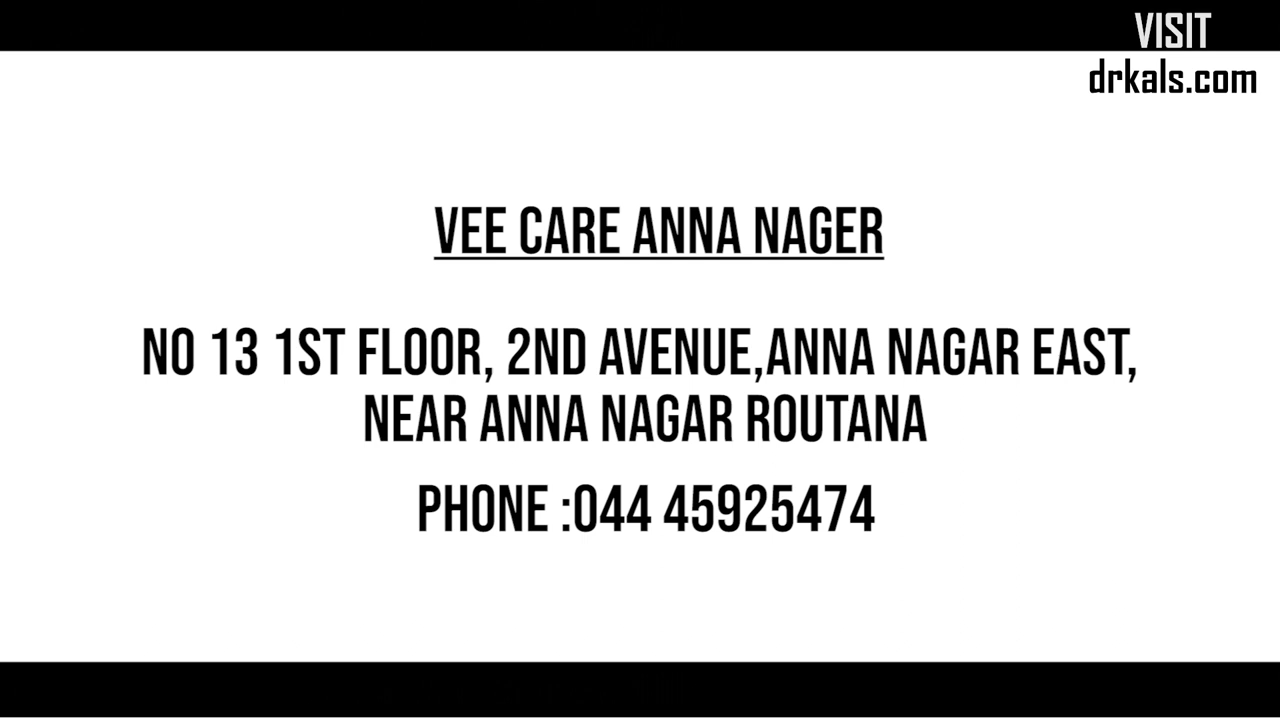 VISIT
drkals.com
VEE CARE ANNA NAGER
NO 13 1ST FLOOR, 2ND AVENUE,ANNA NAGAR EAST,
NEAR ANNA NAGAR ROUTANA
PHONE :044 45925474